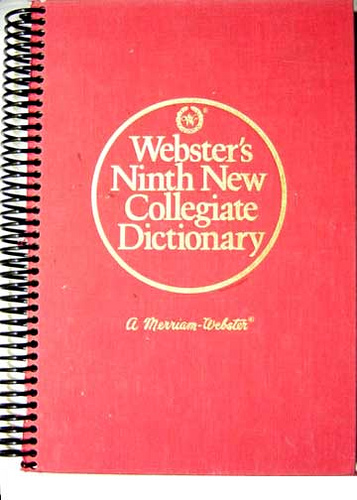 Webster's
Ninth New
Collegiate
Dictionary
A Merriam-Webster®